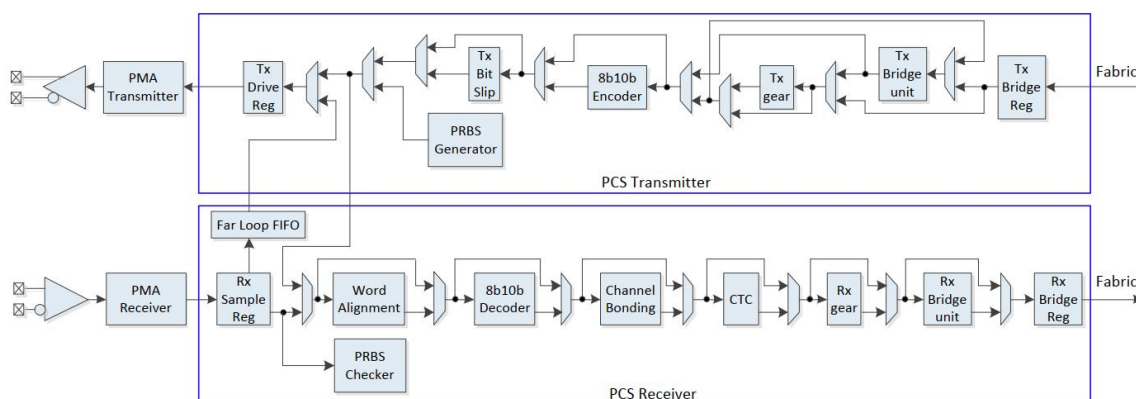 PMA
Transmitter
Tx
Drive
Reg
Tx
Bit
Slip
8b10b
Encoder
Tx
gear
Tx
Bridge
unit
Tx
Bridge
Reg
Fabric
PRBS
Generator
PCS Transmitter
Far Loop FIFO
PMA
Receiver
Rx
Sample
Reg
Word
Alignment
8b10b
Decoder
Channel
Bonding
CTC
Rx
gear
Rx
Bridge
unit
Rx
Bridge
Reg
Fabric
PRBS
Checker
PCS Receiver